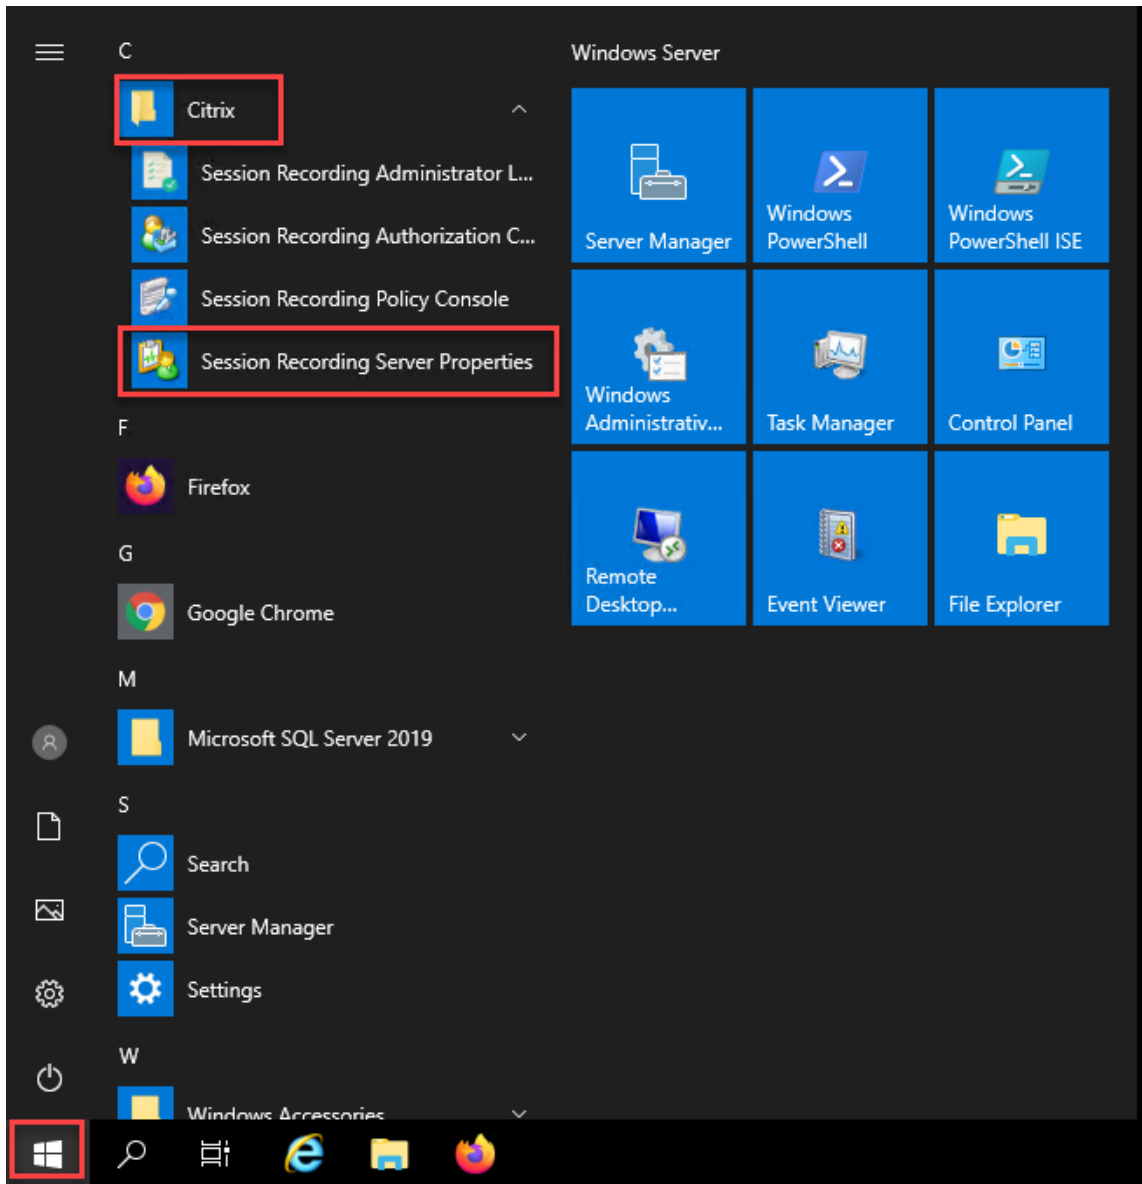 C
Citrix
Session Recording Administrator L...
Session Recording Authorization C...
Session Recording Policy Console
Session Recording Server Properties
F
Firefox
G
Google Chrome
M
Microsoft SQL Server 2019
S
Search
Server Manager
Settings
W
Windows Accessories
Windows Server
Server Manager
Windows
PowerShell
Windows
PowerShell ISE
Windows
Administrativ...
Task Manager
Control Panel
Remote
Desktop...
Event Viewer
File Explorer